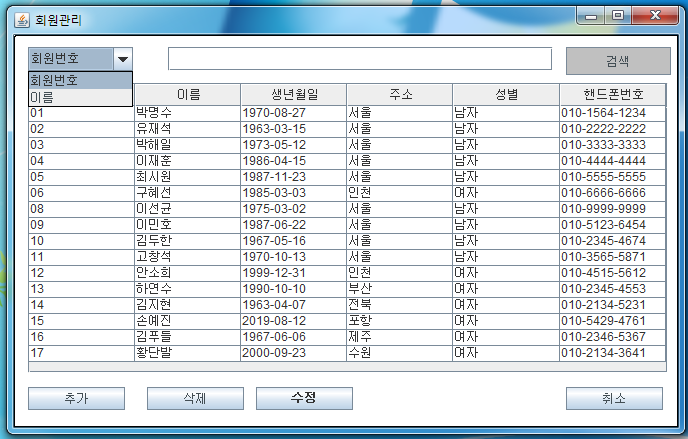 회원관리
회원번호 검색
회원번호
이름
이름 생년월일 주소 성별 핸드폰번호
01 박명수 1970-08-27 서울 남자 010-1564-1234
02 유재석 1963-03-15 서울 남자 010-2222-2222
03 박해일 1973-05-12 서울 남자 010-3333-3333
04 이재훈 1986-04-15 서울 남자 010-4444-4444
05 최시원 1987-11-23 서울 남자 010-5555-5555
06 구혜선 1985-03-03 인천 여자 010-6666-6666
08 이선균 1975-03-02 서울 남자 010-9999-9999
09 이민호 1987-06-22 서울 남자 010-5123-6454
10 김두한 1967-05-16 서울 남자 010-2345-4674
11 고창석 1970-10-13 서울 남자 010-3565-5871
12 안소희 1999-12-31 인천 여자 010-4515-5612
13 하연수 1990-10-10 부산 여자 010-2345-4553
14 김지현 1963-04-07 전북 여자 010-2134-5231
15 손예진 2019-08-12 포항 여자 010-5429-4761
16 김푸들 1967-06-06 제주 여자 010-2346-5367
17 황단발 2000-09-23 수원 여자 010-2134-3641
추가 삭제 수정 취소